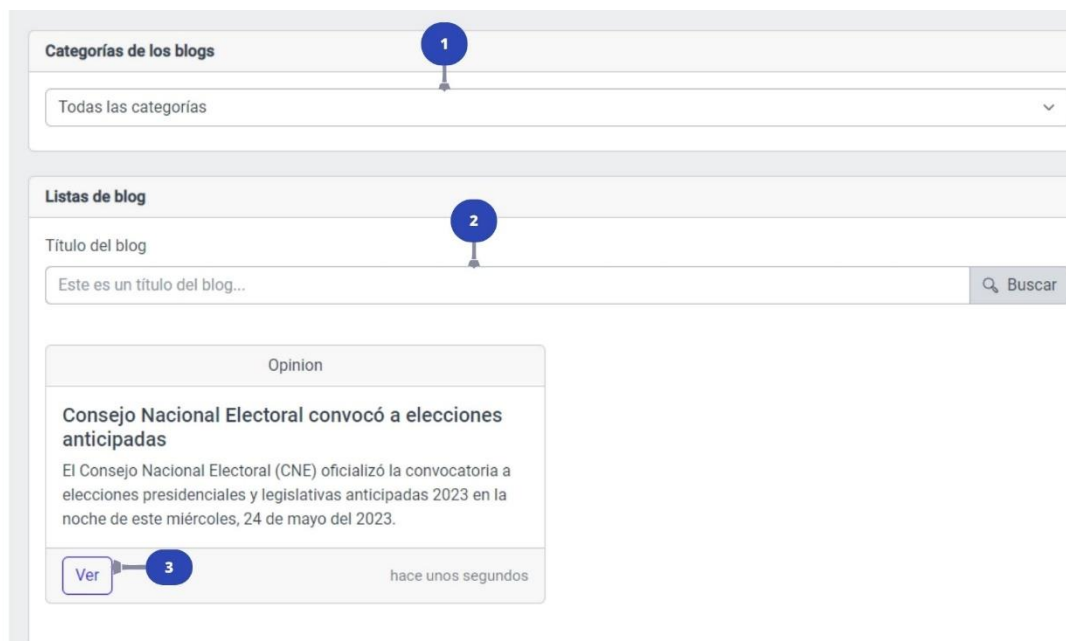 Categorías de los blogs
1
Todas las categorías
Listas de blog
2
Título del blog
Este es un título del blog...
Buscar
Opinion
Consejo Nacional Electoral convocó a elecciones
anticipadas
El Consejo Nacional Electoral (CNE) oficializó la convocatoria a
elecciones presidenciales y legislativas anticipadas 2023 en la
noche de este miércoles, 24 de mayo del 2023.
Ver
3
hace unos segundos